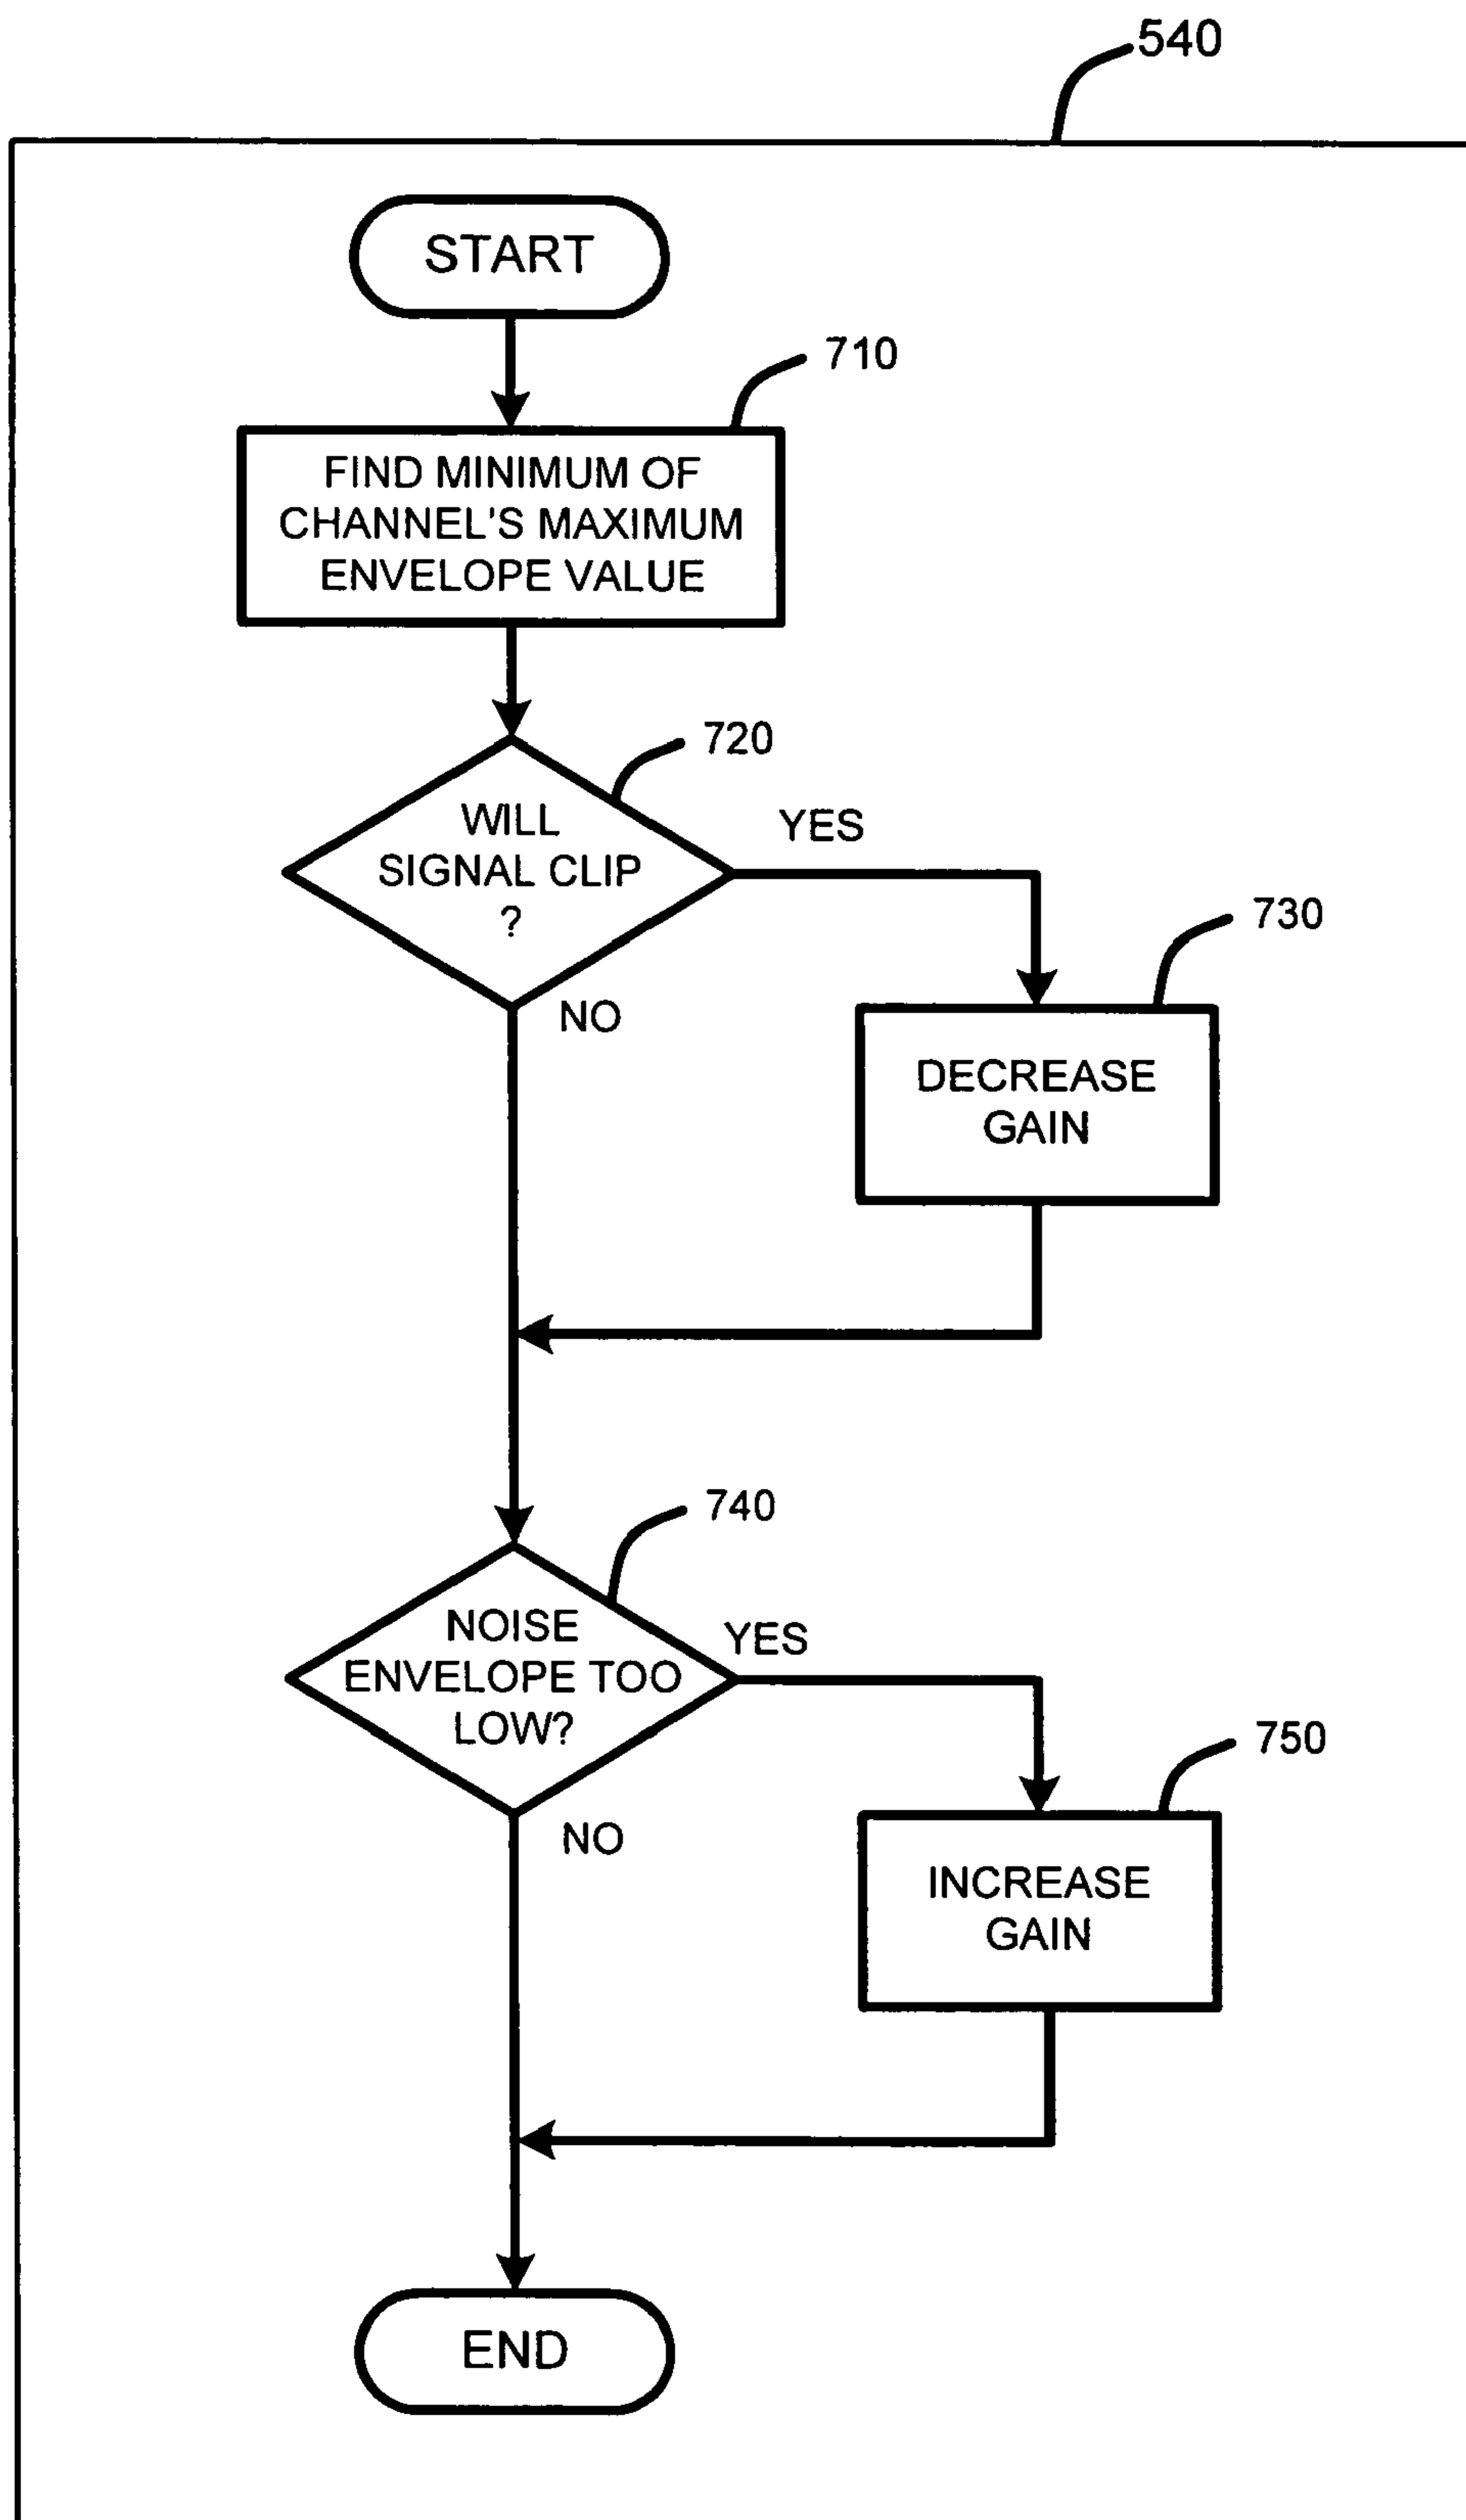 540
START
710
FIND MINIMUM OF
CHANNEL'S MAXIMUM
ENVELOPE VALUE
720
WILL
SIGNAL CLIP
?
YES
NO
730
DECREASE
GAIN
740
NOISE
ENVELOPE TOO
LOW?
YES
NO
750
INCREASE
GAIN
END